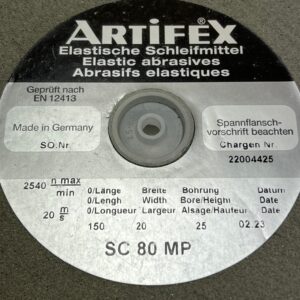 ARTIFEX
Elastische Schleifmittel
Elastic abrasives
Abrasifs elastiques
Geprüft nach
EN 12413
Made in Germany
SO.Nr.
Spannflansch-
vorschrift beachten
Chargen Nr
22004425
2540 n max / min
20 m / s
0/Länge Breite Bohrung Datum
0/Lengh Width Bore/Height Date
0/Longueur Largeur Alsage/Hauteur Date
150 20 25 02.23
SC 80 MP